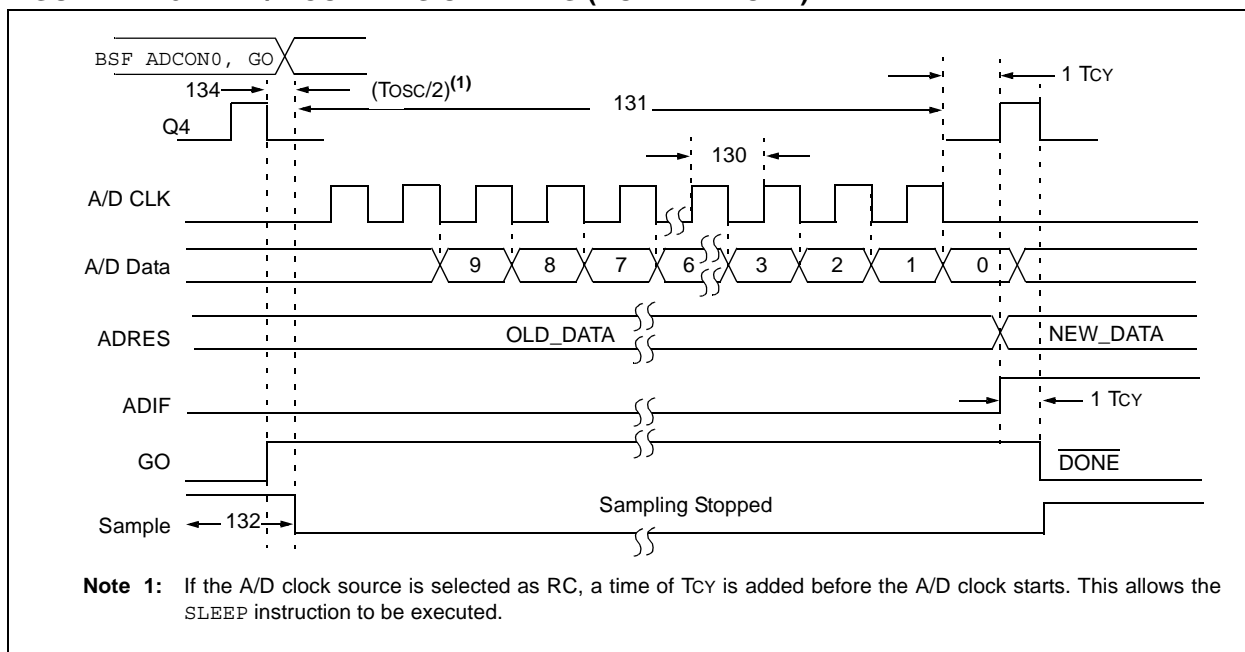 BSF ADCON0, GO
134
(TOSC/2)(1)
131
1 TCY
Q4
130
A/D CLK
A/D Data
9 8 7 6 3 2 1 0
ADRES
OLD_DATA
NEW_DATA
ADIF
1 TCY
GO
DONE
Sampling Stopped
Sample
132
Note 1: If the A/D clock source is selected as RC, a time of TCY is added before the A/D clock starts. This allows the
SLEEP instruction to be executed.